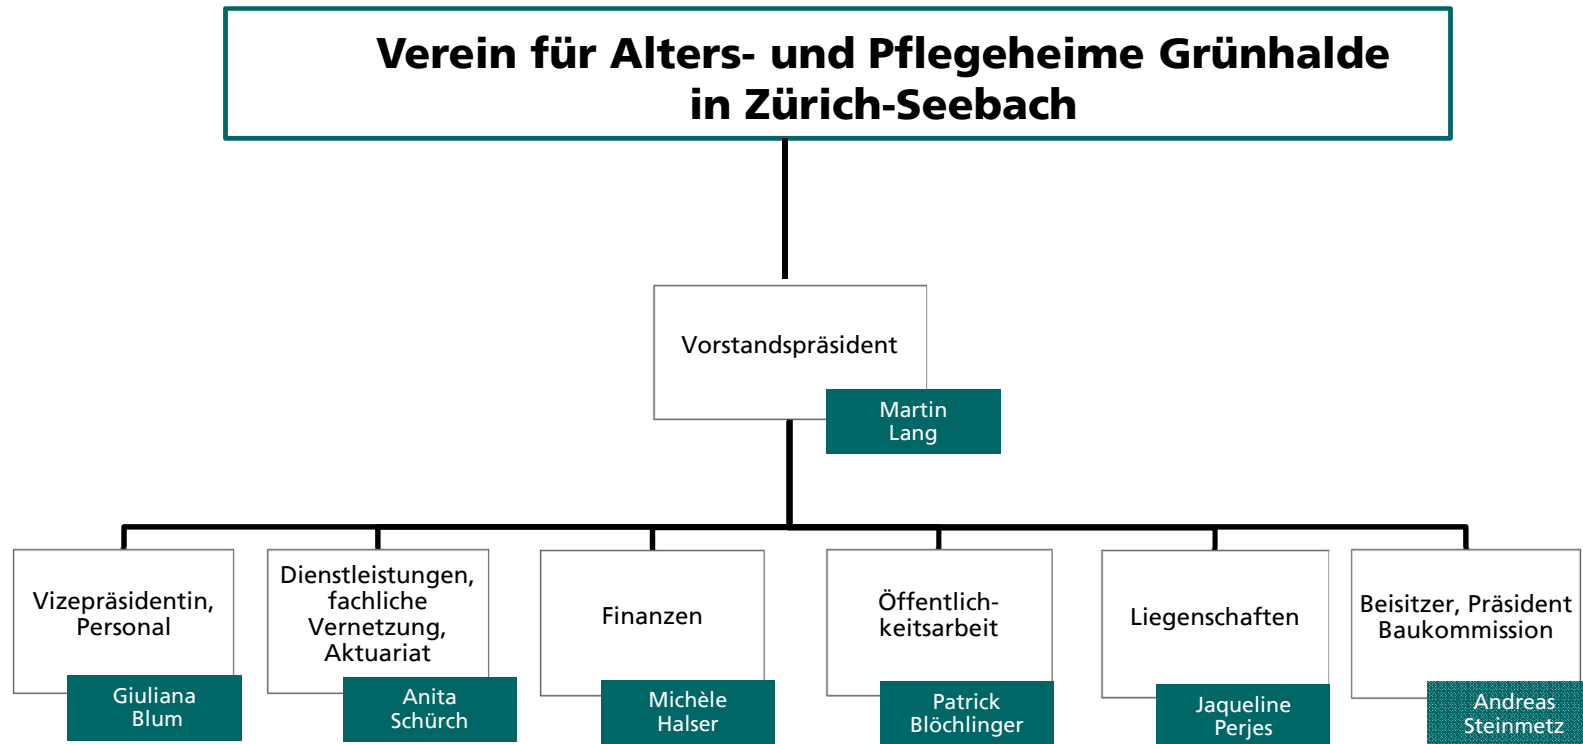 Verein für Alters- und Pflegeheime Grünhalde
in Zürich-Seebach
Vorstandspräsident
Martin
Lang
Vizepräsidentin,
Personal
Giuliana
Blum
Dienstleistungen,
fachliche
Vernetzung,
Aktuariat
Anita
Schürch
Finanzen
Michèle
Halser
Öffentlich-
keitsarbeit
Patrick
Blöchlinger
Liegenschaften
Jaqueline
Perjes
Beisitzer, Präsident
Baukommission
Andreas
Steinmetz